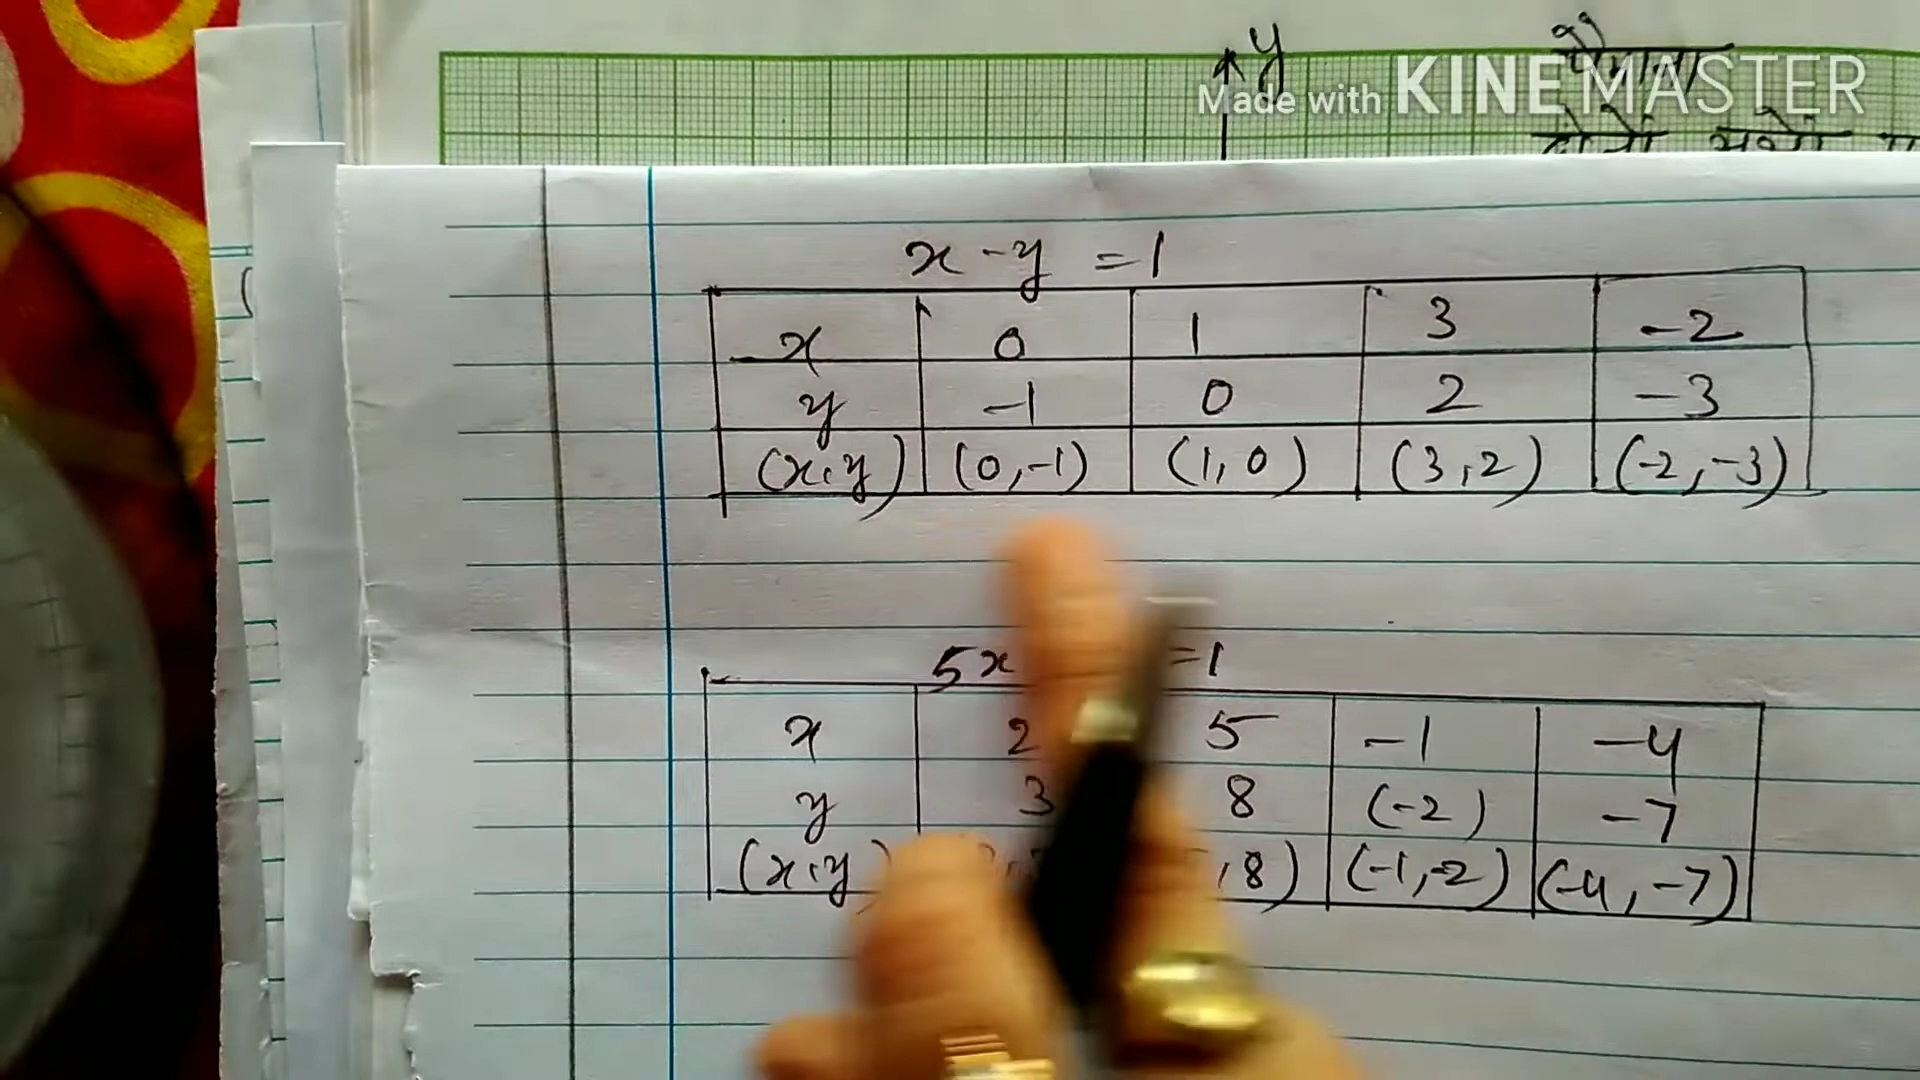 y
Made with KINEMASTER
x - y = 1
x 0 1 3 -2
y -1 0 2 -3
(x,y) (0,-1) (1,0) (3,2) (-2,-3)
5x =1
x 2 5 -1 -4
y 3 8 (-2) -7
(x,y) ,8) (-1,-2) (-4,-7)